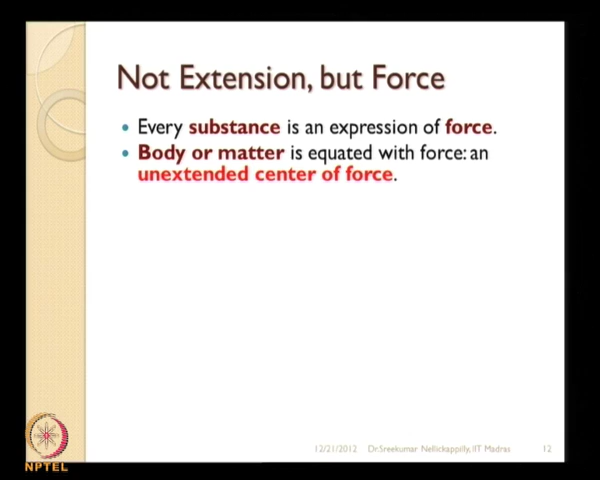 Not Extension, but Force
Every substance is an expression of force.
Body or matter is equated with force: an
unextended center of force.
12/21/2012 Dr.Sreekumar Nellickappilly, IIT Madras 12
NPTEL